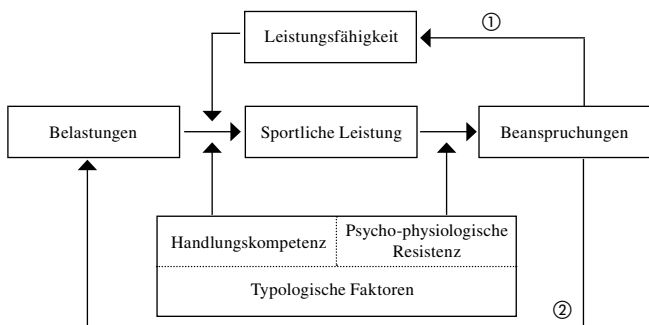 ①
Leistungsfähigkeit
Belastungen
Sportliche Leistung
Beanspruchungen
Handlungskompetenz
Psycho-physiologische
Resistenz
Typologische Faktoren
②